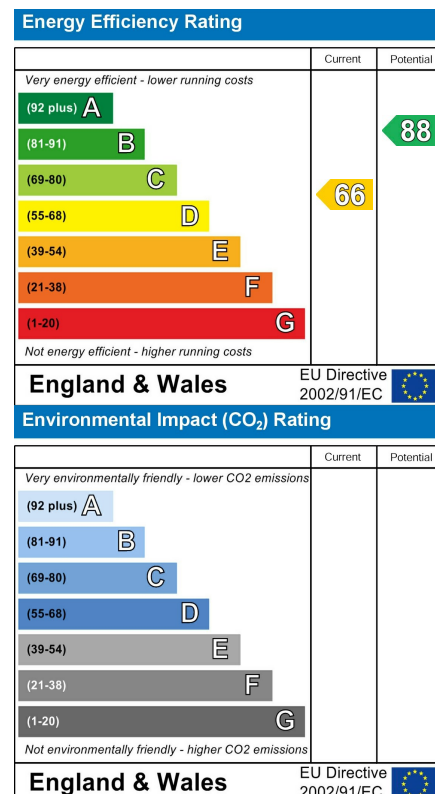 Energy Efficiency Rating
Current Potential
Very energy efficient - lower running costs
(92 plus) A
(81-91) B
88
(69-80) C
66
(55-68) D
(39-54) E
(21-38) F
(1-20) G
Not energy efficient - higher running costs
England & Wales
EU Directive
2002/91/EC
Environmental Impact (CO₂) Rating
Current Potential
Very environmentally friendly - lower CO2 emissions
(92 plus) A
(81-91) B
(69-80) C
(55-68) D
(39-54) E
(21-38) F
(1-20) G
Not environmentally friendly - higher CO2 emissions
England & Wales
EU Directive
2002/91/EC